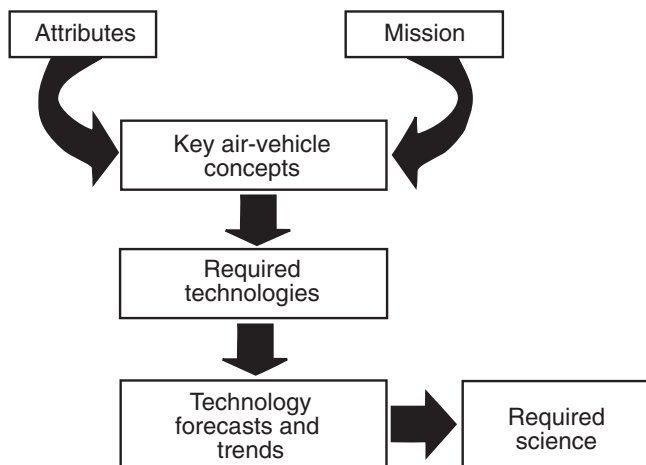 Attributes
Mission
Key air-vehicle
concepts
Required
technologies
Technology
forecasts and
trends
Required
science